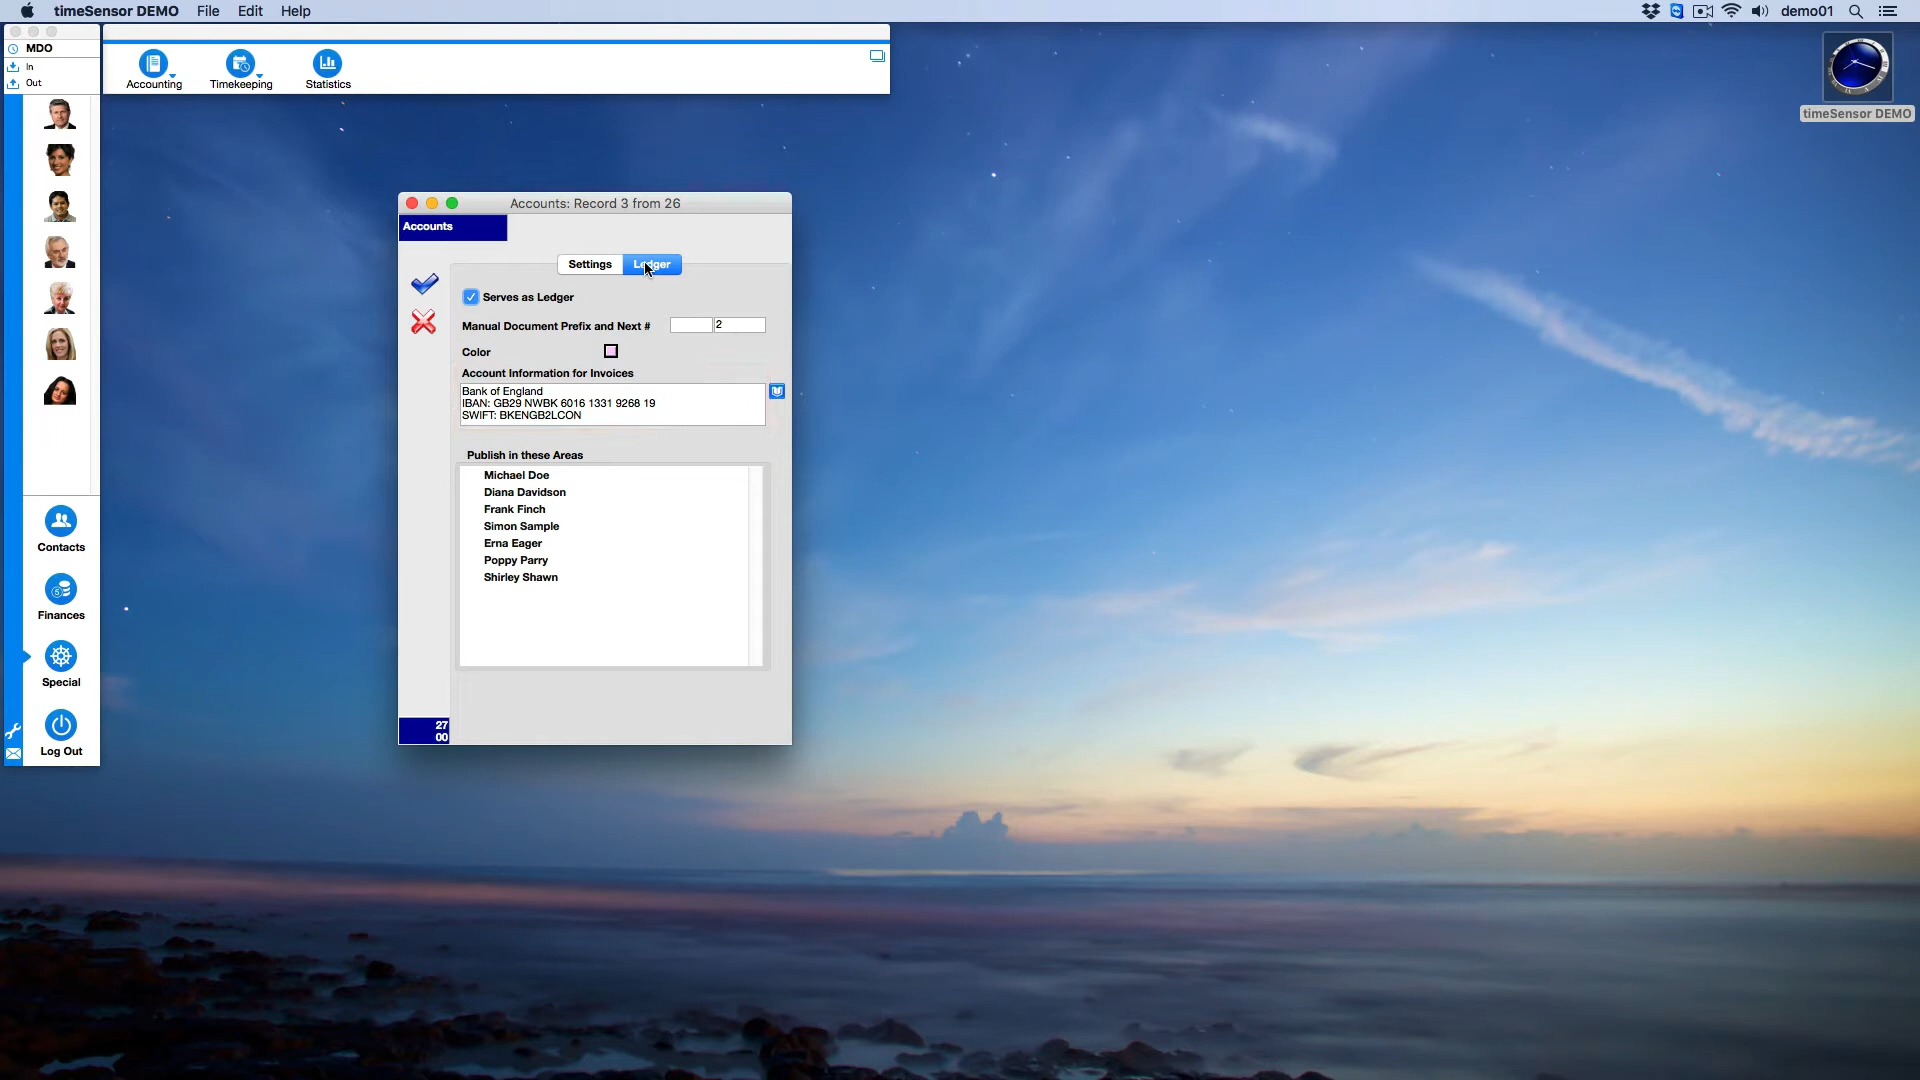 timeSensor DEMO File Edit Help
demo01
MDO
In
Out
Accounting
Timekeeping
Statistics
timeSensor DEMO
Accounts: Record 3 from 26
Accounts
Settings
Ledger
Serves as Ledger
Manual Document Prefix and Next #
2
Color
Account Information for Invoices
Bank of England
IBAN: GB29 NWBK 6016 1331 9268 19
SWIFT: BKENGB2LCON
Publish in these Areas
Michael Doe
Diana Davidson
Frank Finch
Simon Sample
Erna Eager
Poppy Parry
Shirley Shawn
27
00
Contacts
Finances
Special
Log Out